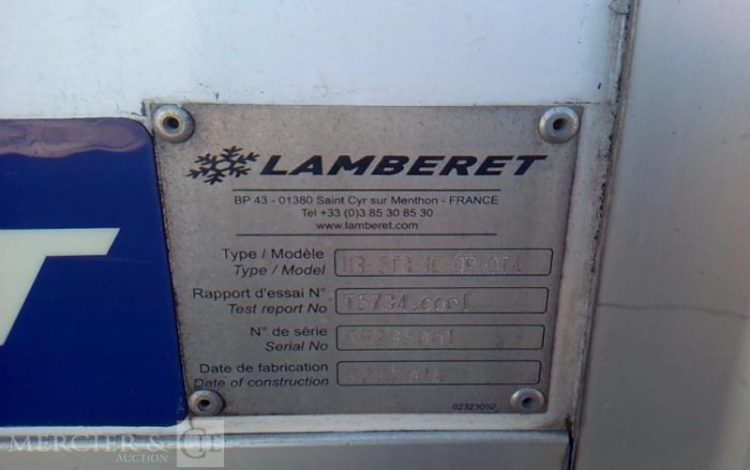 LAMBERET
BP 43 - 01380 Saint Cyr sur Menthon - FRANCE
Tel +33 (0)3 85 30 85 30
www.lamberet.com
Type / Modèle
Type / Model
Rapport d'essai N°
Test report No
N° de série
Serial No
Date de fabrication
Date of construction
02323050
MERCIER & C
AUCTION